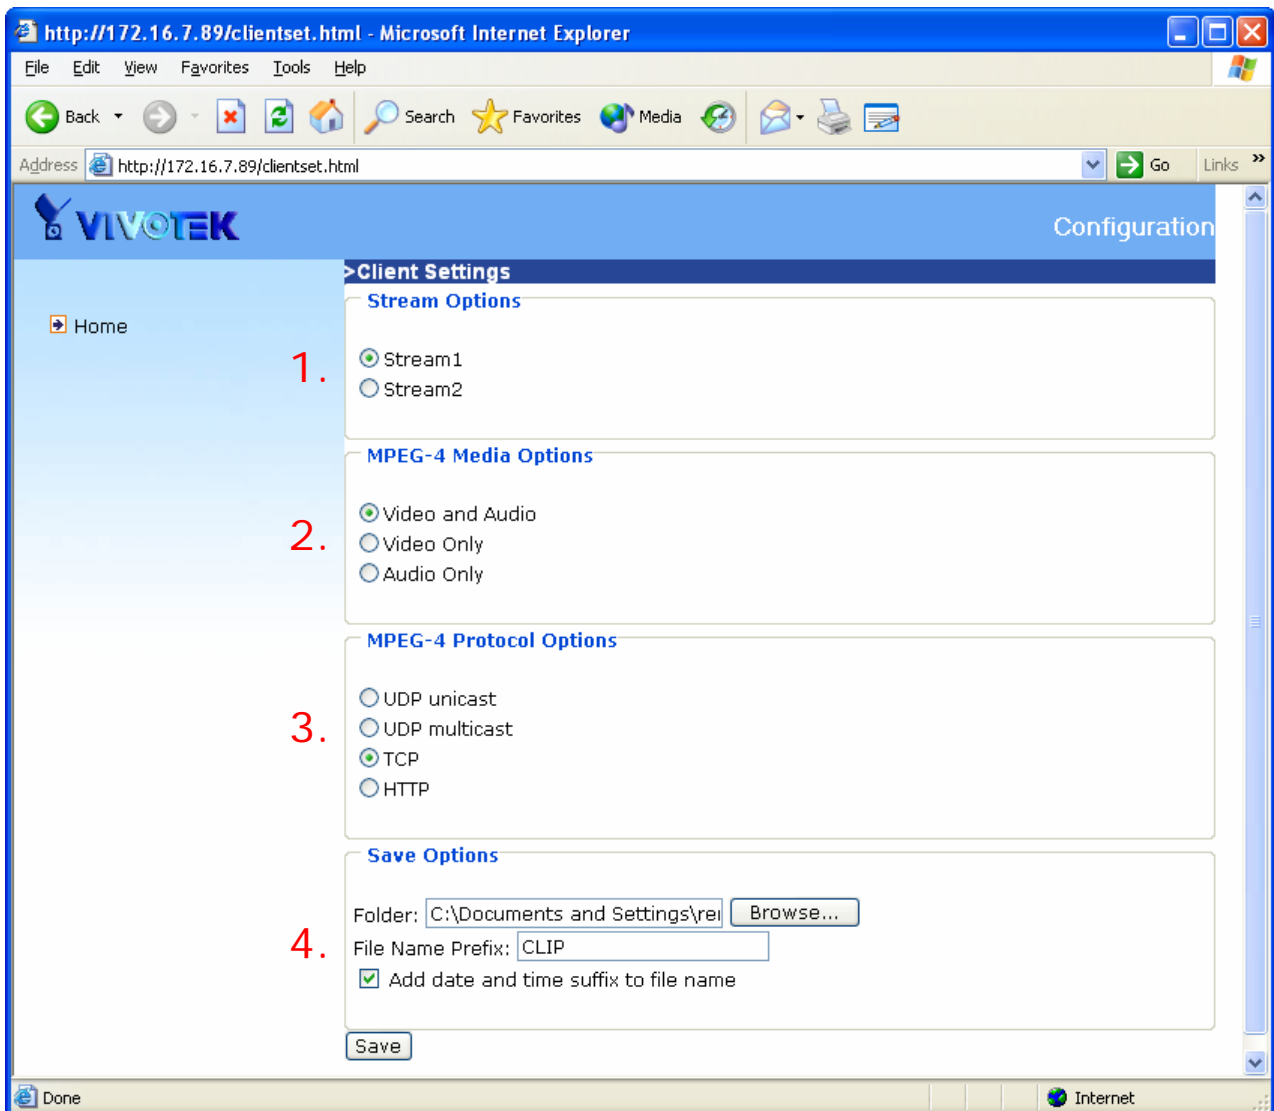 http://172.16.7.89/clientset.html - Microsoft Internet Explorer
File Edit View Favorites Tools Help
Back Search Favorites Media
Address http://172.16.7.89/clientset.html Go Links »
VIVOTEK
Configuration
>Client Settings
Home
Stream Options
1.
Stream1
Stream2
MPEG-4 Media Options
2.
Video and Audio
Video Only
Audio Only
MPEG-4 Protocol Options
3.
UDP unicast
UDP multicast
TCP
HTTP
Save Options
4.
Folder: C:\Documents and Settings\rei Browse...
File Name Prefix: CLIP
Add date and time suffix to file name
Save
Done Internet